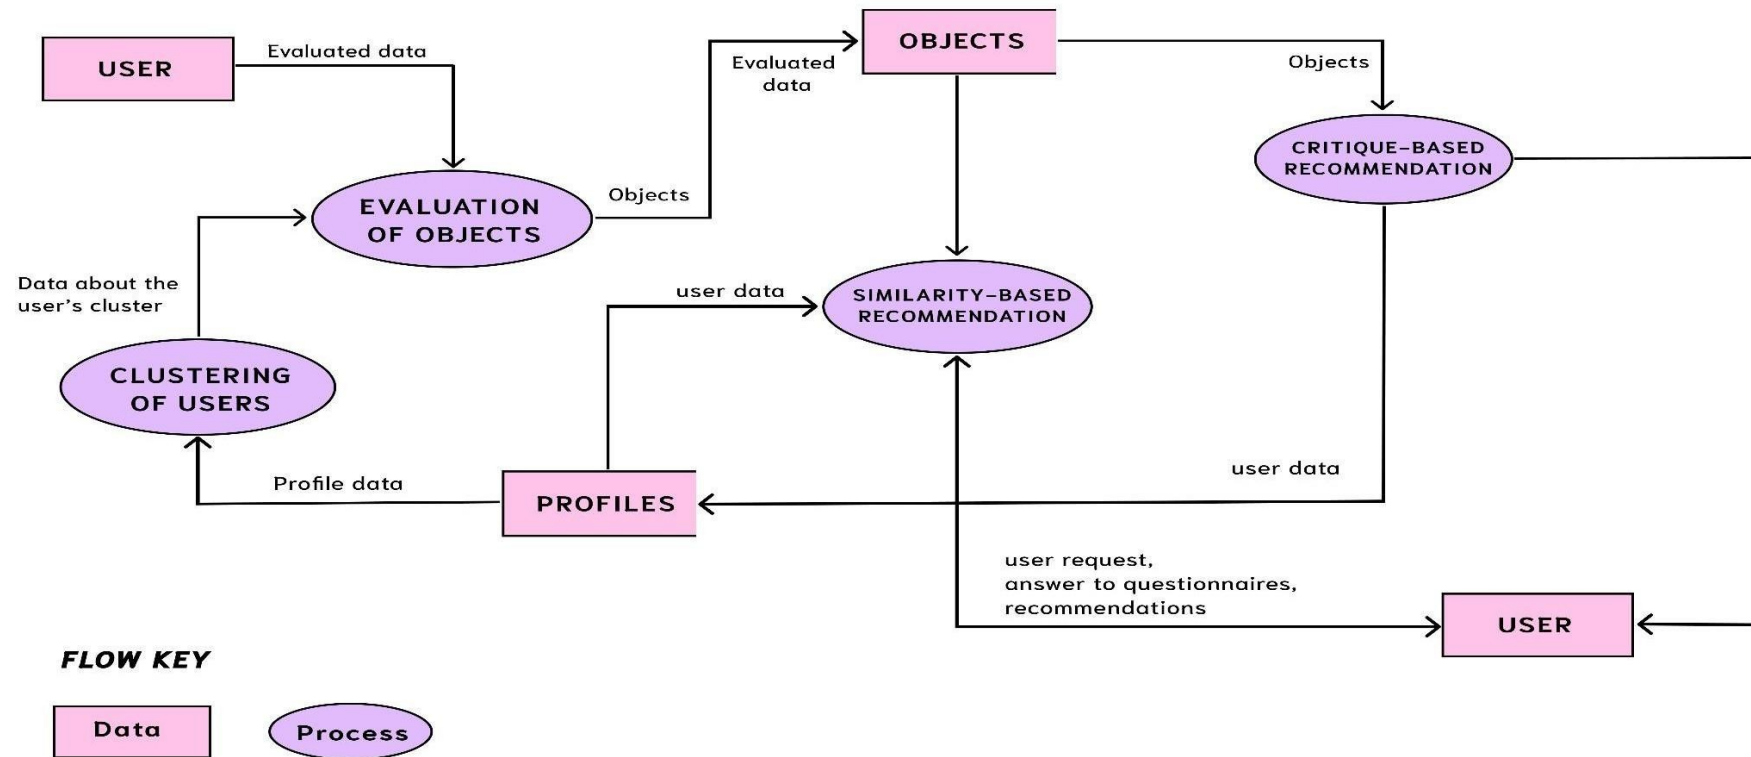 USER
Evaluated data
EVALUATION
OF OBJECTS
Objects
Evaluated
data
OBJECTS
Objects
CRITIQUE–BASED
RECOMMENDATION
Data about the
user's cluster
user data
SIMILARITY–BASED
RECOMMENDATION
CLUSTERING
OF USERS
Profile data
PROFILES
user data
user request,
answer to questionnaires,
recommendations
USER
FLOW KEY
Data
Process